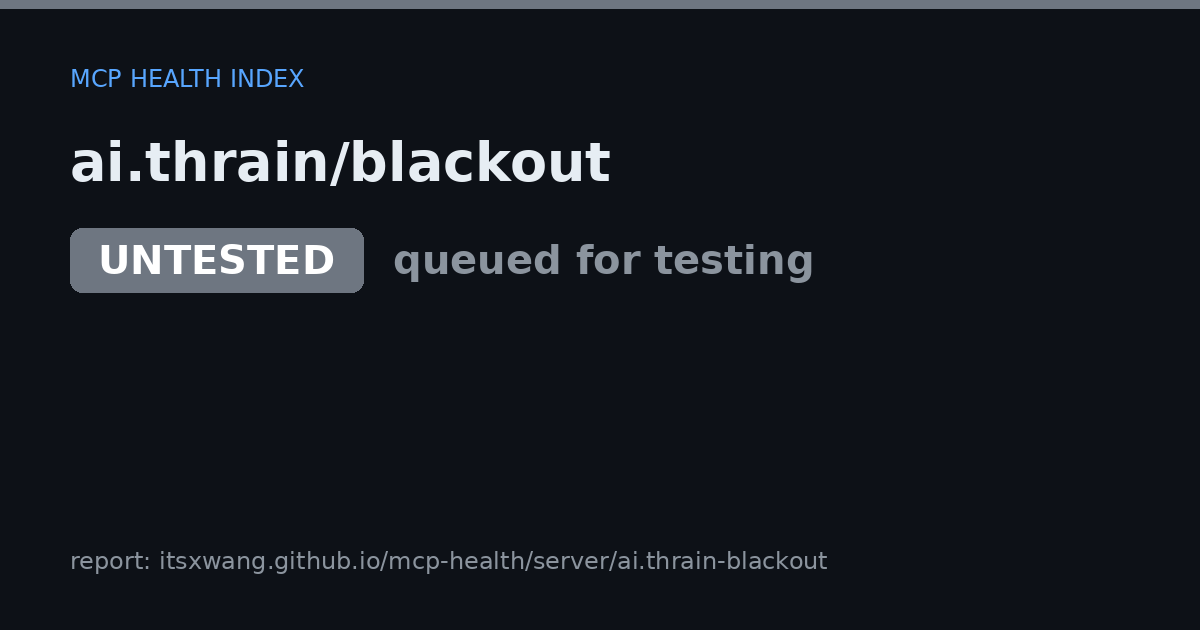 MCP HEALTH INDEX
ai.thrain/blackout
UNTESTED queued for testing
report: itsxwang.github.io/mcp-health/server/ai.thrain-blackout